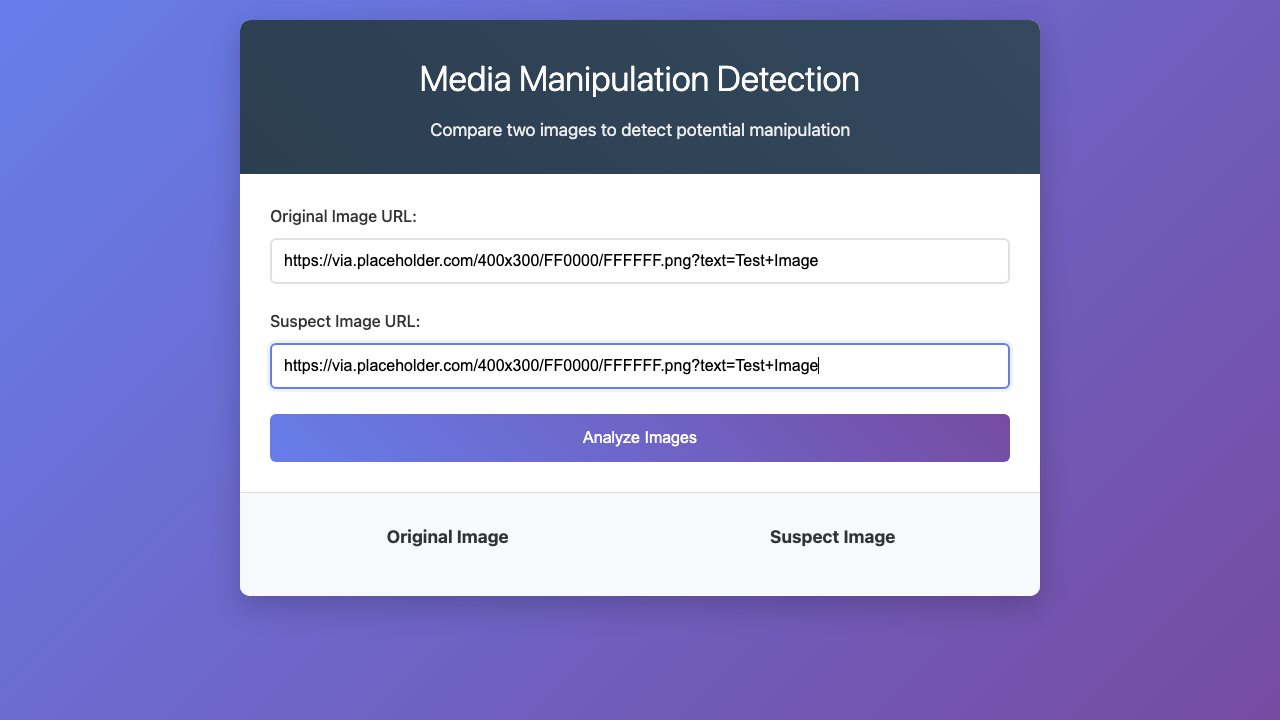 Media Manipulation Detection
Compare two images to detect potential manipulation
Original Image URL:
https://via.placeholder.com/400x300/FF0000/FFFFFF.png?text=Test+Image
Suspect Image URL:
https://via.placeholder.com/400x300/FF0000/FFFFFF.png?text=Test+Image
Analyze Images
Original Image
Suspect Image